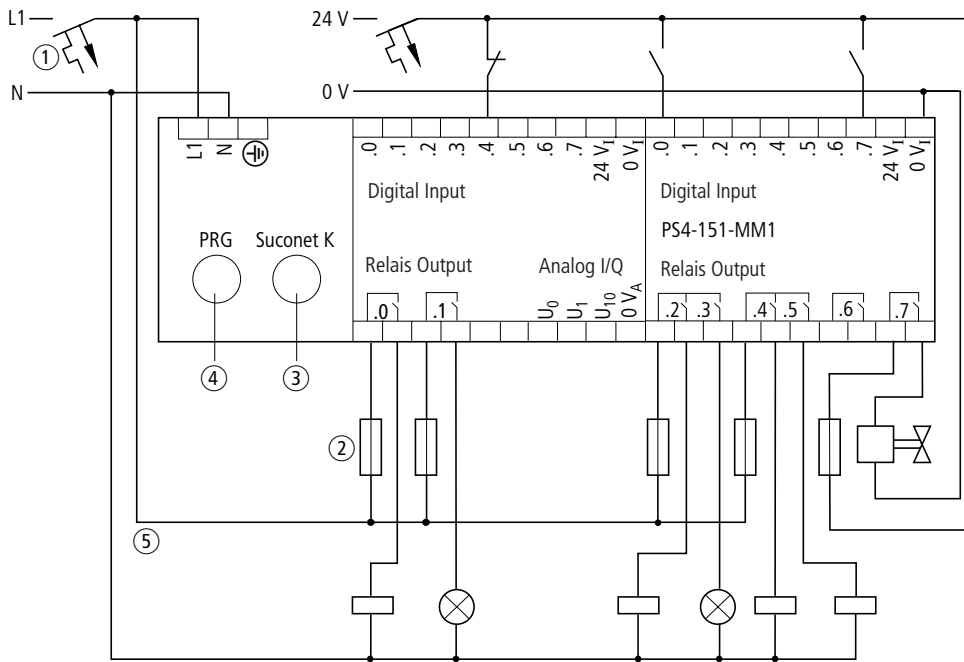 L1
24 V
①
N
0 V
L1
N
.0
.1
.2
.3
.4
.5
.6
.7
24 VI
0 VI
.0
.1
.2
.3
.4
.5
.6
.7
24 VI
0 VI
Digital Input
Digital Input
PS4-151-MM1
PRG
Suconet K
Relais Output
Analog I/Q
Relais Output
.0
.1
U0
U1
U10
0 VA
.2
.3
.4
.5
.6
.7
④
③
②
⑤